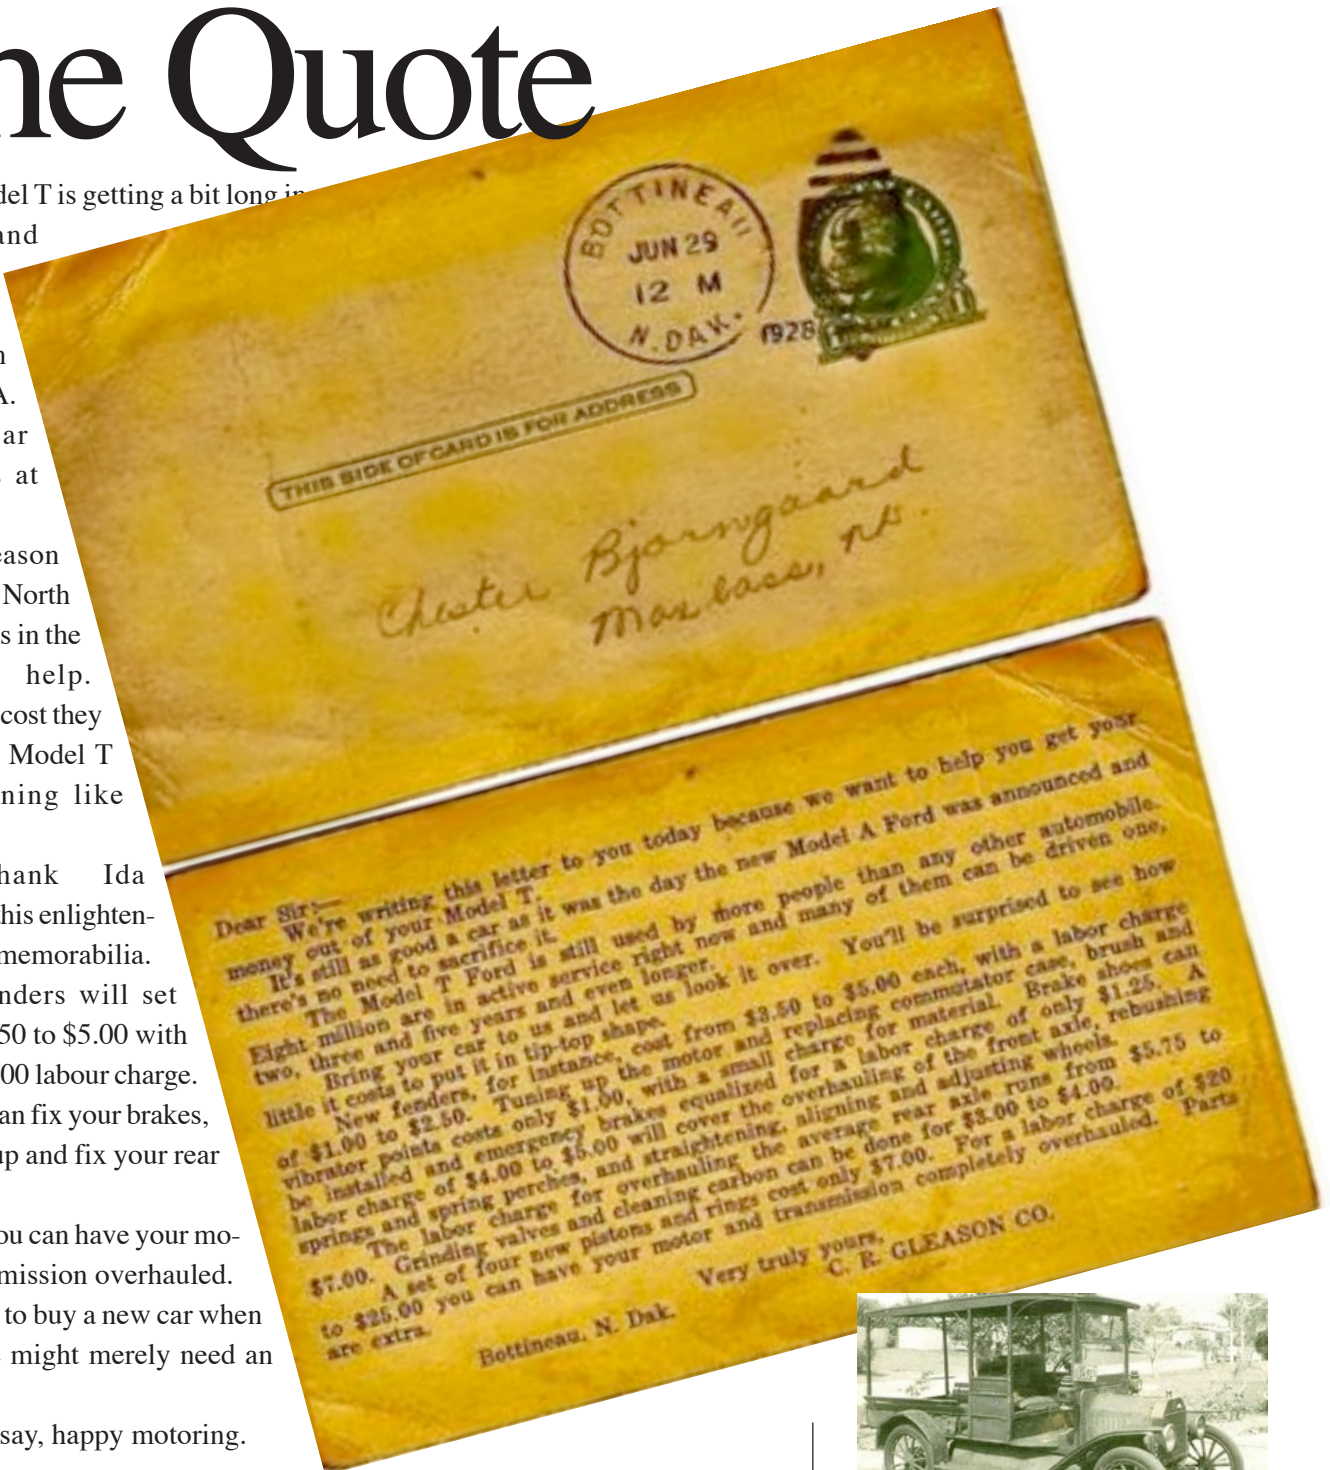 ne Quote
del T is getting a bit long in
and
n
A.
ar
s at
eason
North
s in the
help.
cost they
Model T
ning like
hank Ida
this enlighten-
memorabilia.
nders will set
50 to $5.00 with
00 labour charge.
an fix your brakes,
up and fix your rear
ou can have your mo-
mission overhauled.
to buy a new car when
might merely need an
say, happy motoring.
BOTTINEAU
JUN 29
12 M
N. DAK.
1928
THIS SIDE OF CARD IS FOR ADDRESS
Chester Bjorngaard
Maxbass, nd.
Dear Sir:—
We're writing this letter to you today because we want to help you get your
money out of your Model T.
It's still as good a car as it was the day the new Model A Ford was announced and
there's no need to sacrifice it.
The Model T Ford is still used by more people than any other automobile.
Eight million are in active service right now and many of them can be driven one,
two, three and five years and even longer.
Bring your car to us and let us look it over. You'll be surprised to see how
little it costs to put it in tip-top shape.
New fenders, for instance, cost from $3.50 to $5.00 each, with a labor charge
of $1.00 to $2.50. Tuning up the motor and replacing commutator case, brush and
vibrator points costs only $1.00, with a small charge for material. Brake shoes can
be installed and emergency brakes equalized for a labor charge of only $1.25. A
labor charge of $4.00 to $5.00 will cover the overhauling of the front axle, rebushing
springs and spring perches, and straightening, aligning and adjusting wheels.
The labor charge for overhauling the average rear axle runs from $5.75 to
$7.00. Grinding valves and cleaning carbon can be done for $3.00 to $4.00.
A set of four new pistons and rings cost only $7.00. For a labor charge of $20
to $25.00 you can have your motor and transmission completely overhauled. Parts
are extra.
Very truly yours,
C. R. GLEASON CO.
Bottineau, N. Dak.